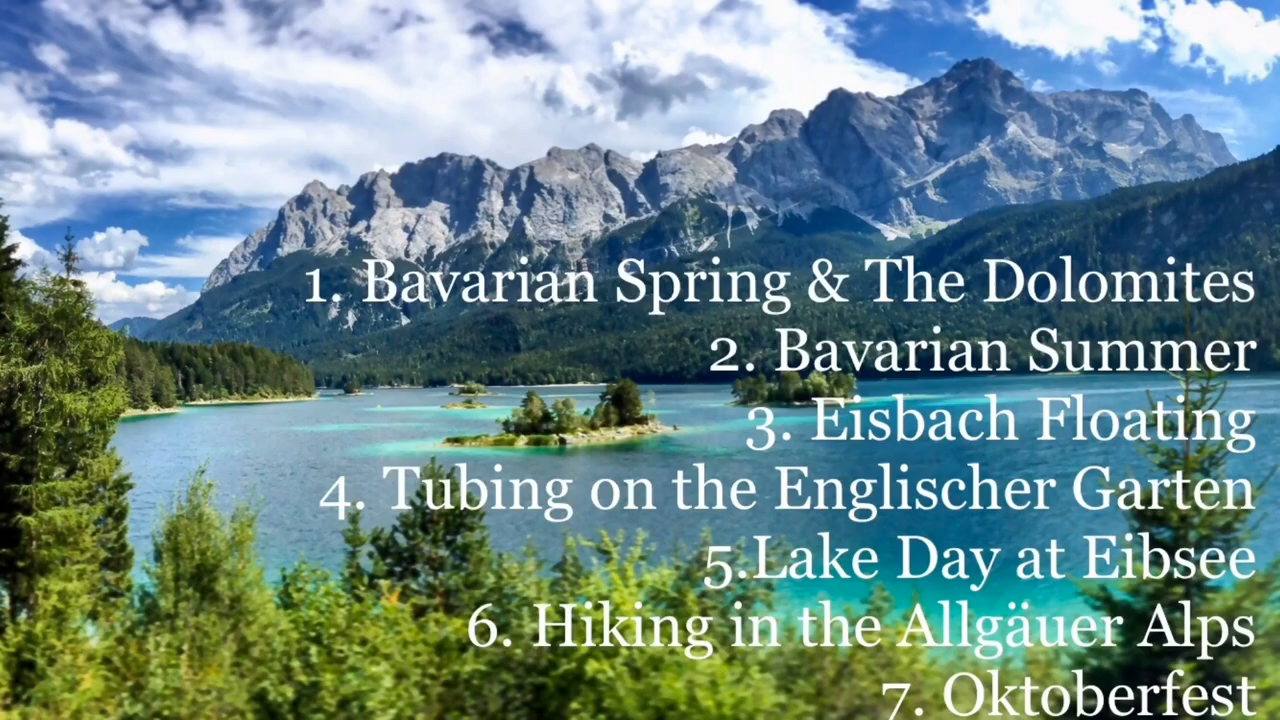 1. Bavarian Spring & The Dolomites
2. Bavarian Summer
3. Eisbach Floating
4. Tubing on the Englischer Garten
5.Lake Day at Eibsee
6. Hiking in the Allgäuer Alps
7. Oktoberfest